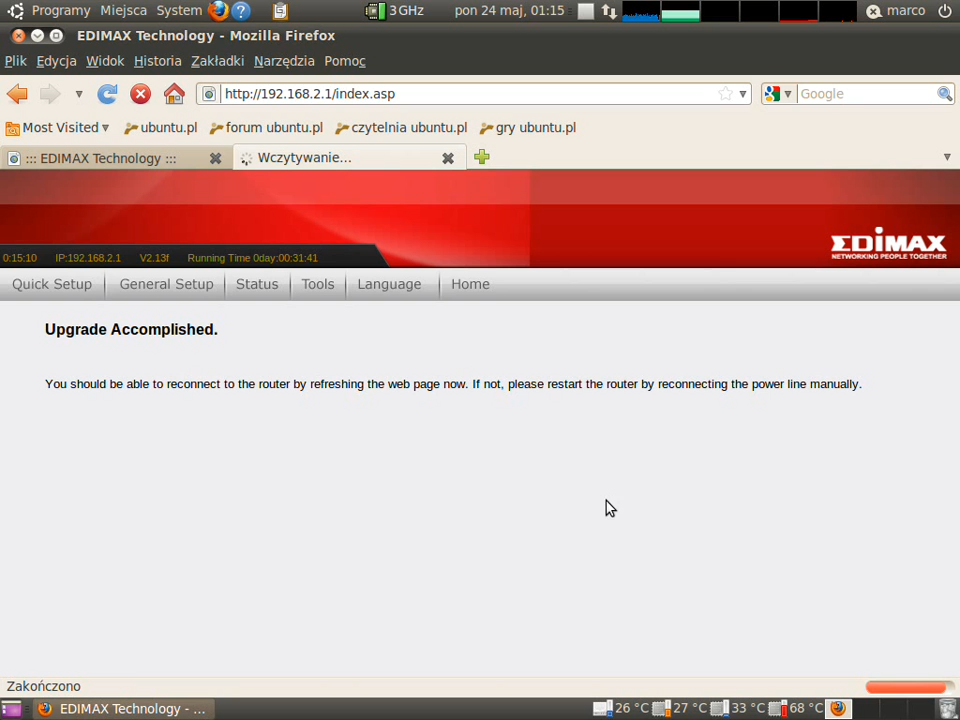 Programy Miejsca System 3 GHz pon 24 maj, 01:15 marco
EDIMAX Technology - Mozilla Firefox
Plik Edycja Widok Historia Zakładki Narzędzia Pomoc
http://192.168.2.1/index.asp Google
Most Visited ubuntu.pl forum ubuntu.pl czytelnia ubuntu.pl gry ubuntu.pl
::: EDIMAX Technology ::: Wczytywanie...
EDIMAX
NETWORKING PEOPLE TOGETHER
0:15:10 IP:192.168.2.1 V2.13f Running Time 0day:00:31:41
Quick Setup General Setup Status Tools Language Home
Upgrade Accomplished.
You should be able to reconnect to the router by refreshing the web page now. If not, please restart the router by reconnecting the power line manually.
Zakończono
EDIMAX Technology - ... 26 °C 27 °C 33 °C 68 °C